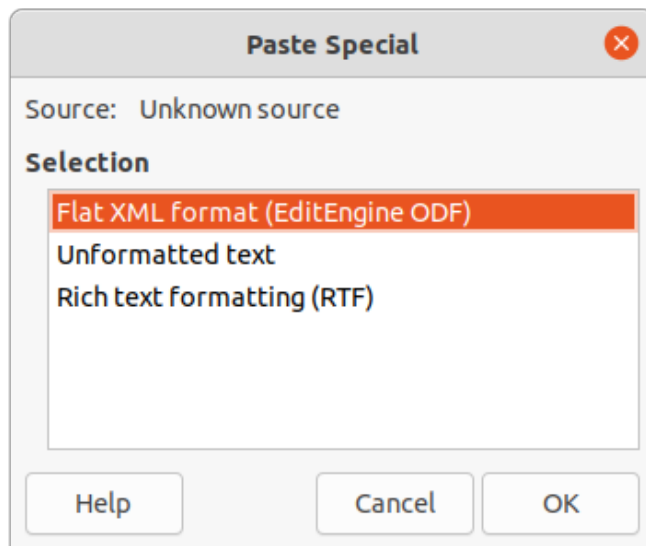 Paste Special
Source: Unknown source
Selection
Flat XML format (EditEngine ODF)
Unformatted text
Rich text formatting (RTF)
Help Cancel OK